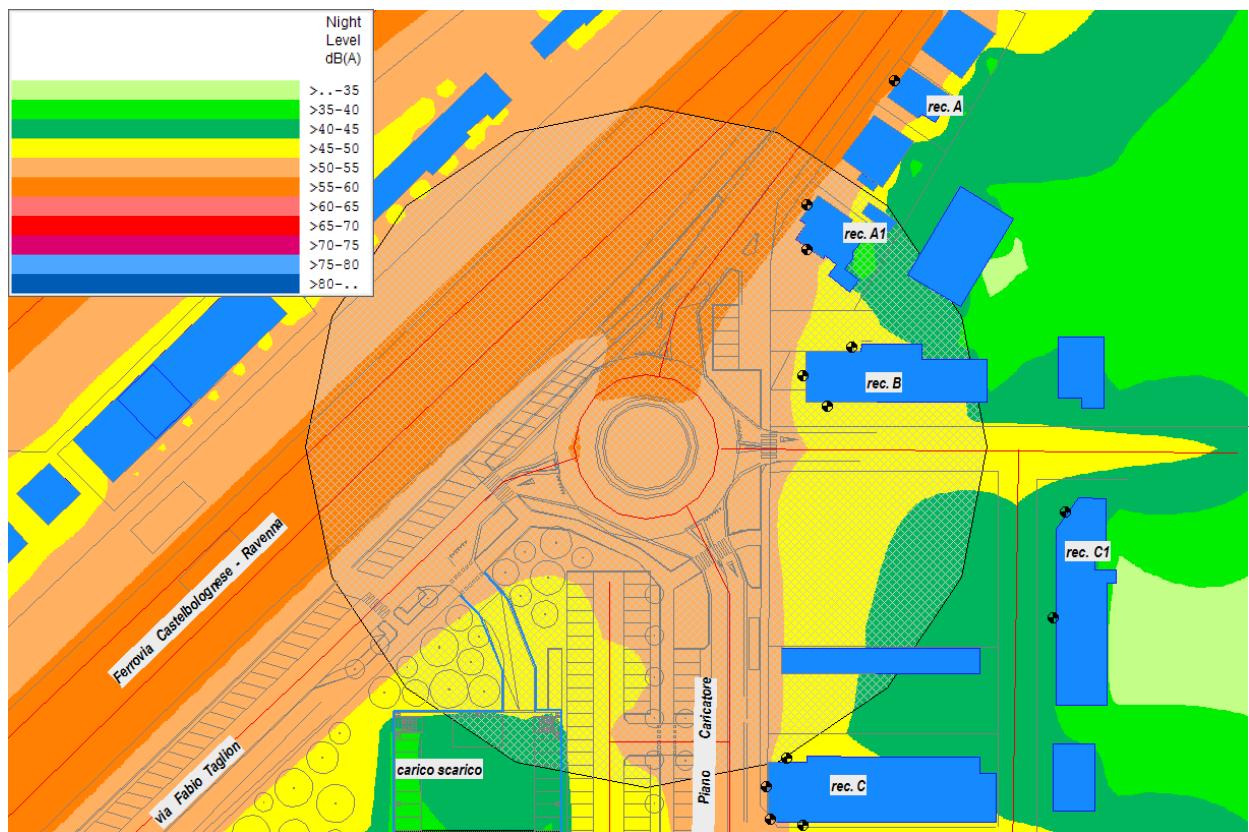 Night
Level
dB(A)
>..-35
>35-40
>40-45
>45-50
>50-55
>55-60
>60-65
>65-70
>70-75
>75-80
>80-..
rec. A
rec. A1
rec. B
rec. C1
Ferrovia Castelbolognese - Ravenna
via Fabio Taglion
carico scarico
Piano Caricatore
rec. C